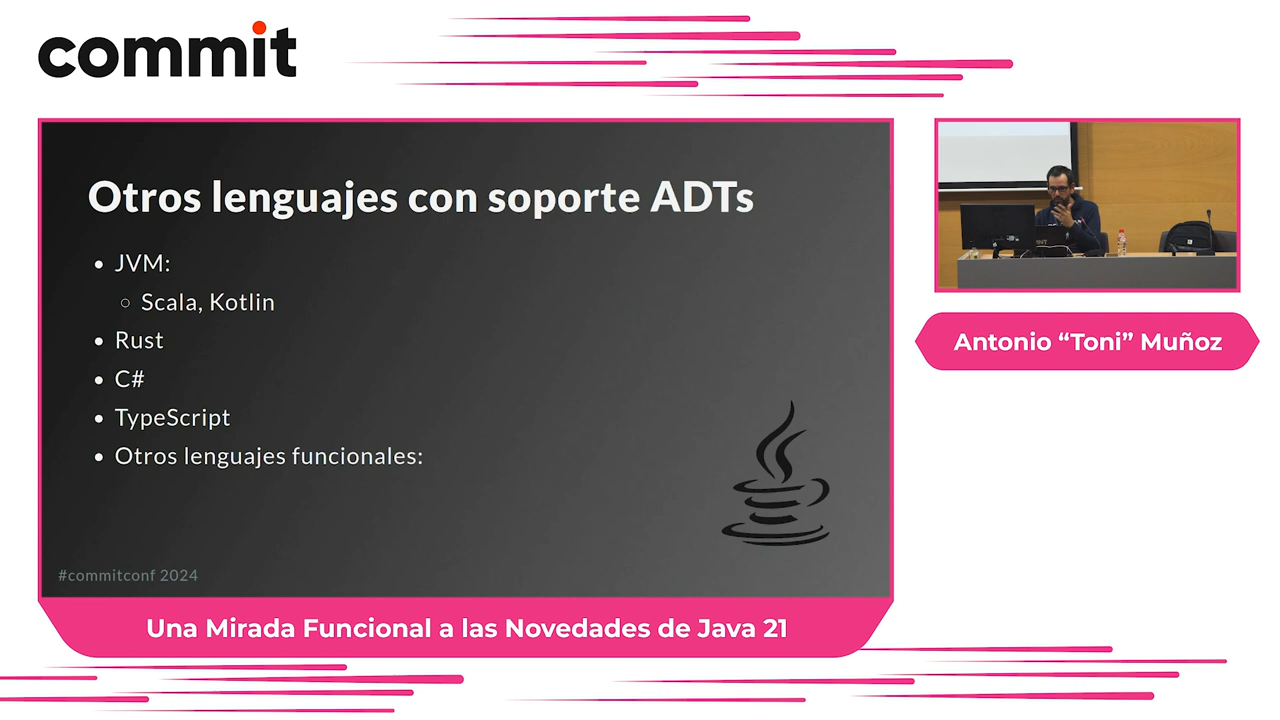 commit
Otros lenguajes con soporte ADTs
JVM:
Scala, Kotlin
Rust
C#
TypeScript
Otros lenguajes funcionales:
#commitconf 2024
Una Mirada Funcional a las Novedades de Java 21
Antonio “Toni” Muñoz